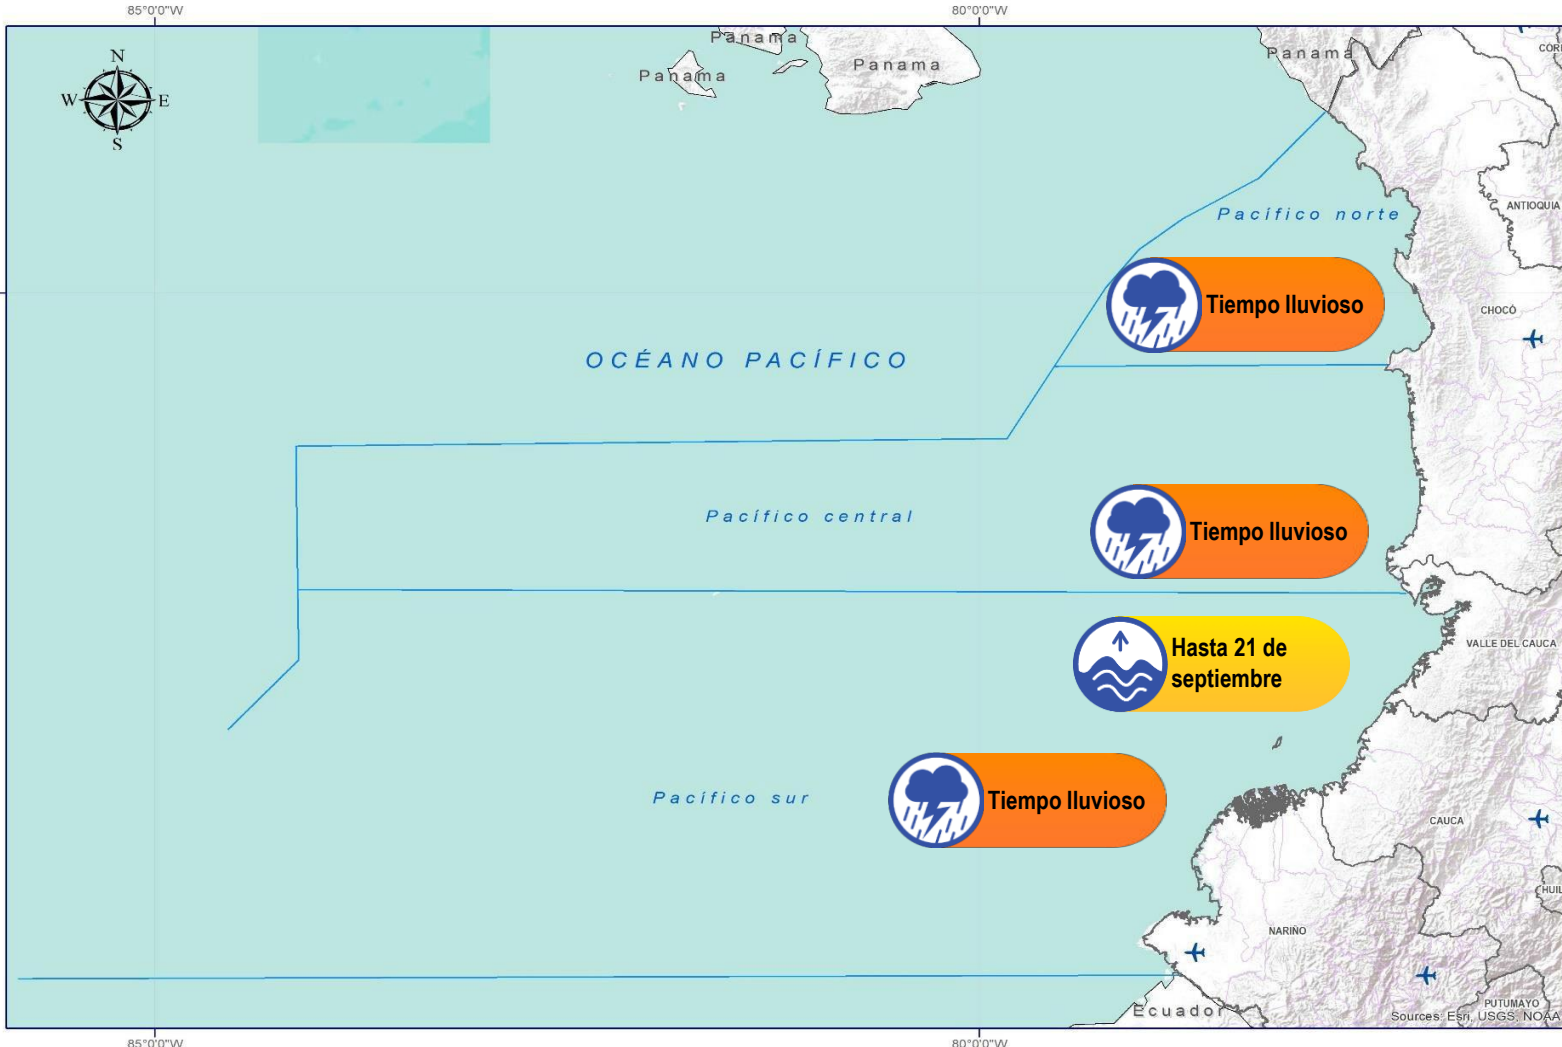 85°0'0"W
80°0'0"W
N
W
E
S
Panama
Panama
Panama
Panama
ANTIOQUIA
Pacífico norte
Tiempo lluvioso
CHOCÓ
OCÉANO PACÍFICO
Pacífico central
Tiempo lluvioso
Hasta 21 de
septiembre
VALLE DEL CAUCA
Pacífico sur
Tiempo lluvioso
CAUCA
HUIL
NARIÑO
PUTUMAYO
Ecuador
Sources: Esri, USGS, NOAA
85°0'0"W
80°0'0"W